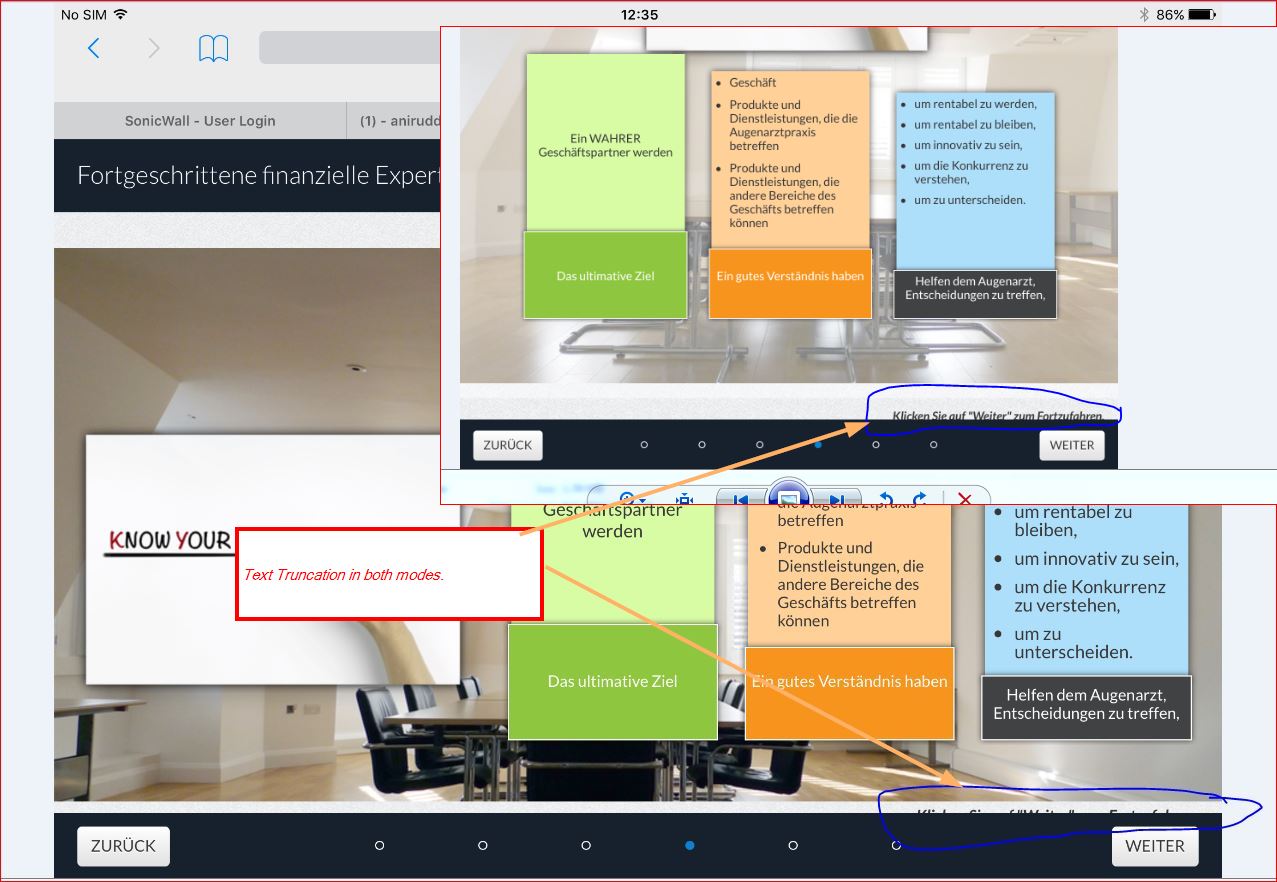 No SIM
12:35
86%
SonicWall - User Login
(1) - anirudd
Fortgeschrittene finanzielle Expert
Ein WAHRER
Geschäftspartner werden
Das ultimative Ziel
Geschäft
Produkte und
Dienstleistungen, die die
Augenarztpraxis
betreffen
Produkte und
Dienstleistungen, die
andere Bereiche des
Geschäfts betreffen
können
Ein gutes Verständnis haben
um rentabel zu werden,
um rentabel zu bleiben,
um innovativ zu sein,
um die Konkurrenz zu
verstehen,
um zu unterscheiden.
Helfen dem Augenarzt,
Entscheidungen zu treffen,
Klicken Sie auf "Weiter" zum Fortzufahren.
ZURÜCK
WEITER
KNOW YOUR
Text Truncation in both modes.
Geschäftspartner
werden
Das ultimative Ziel
die Augenarztpraxis
betreffen
Produkte und
Dienstleistungen, die
andere Bereiche des
Geschäfts betreffen
können
Ein gutes Verständnis haben
um rentabel zu
bleiben,
um innovativ zu sein,
um die Konkurrenz
zu verstehen,
um zu
unterscheiden.
Helfen dem Augenarzt,
Entscheidungen zu treffen,
ZURÜCK
WEITER